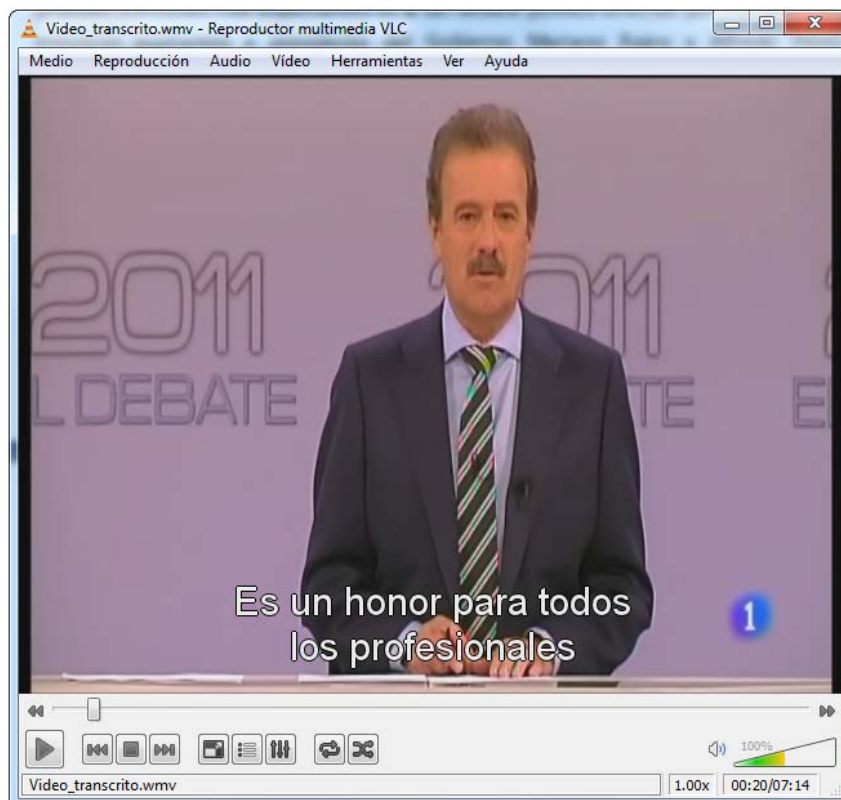 Video_transcrito.wmv - Reproductor multimedia VLC
Medio Reproducción Audio Vídeo Herramientas Ver Ayuda
2011 2011
L DEBATE TE E
Es un honor para todos
los profesionales
1
100%
Video_transcrito.wmv 1.00x 00:20/07:14